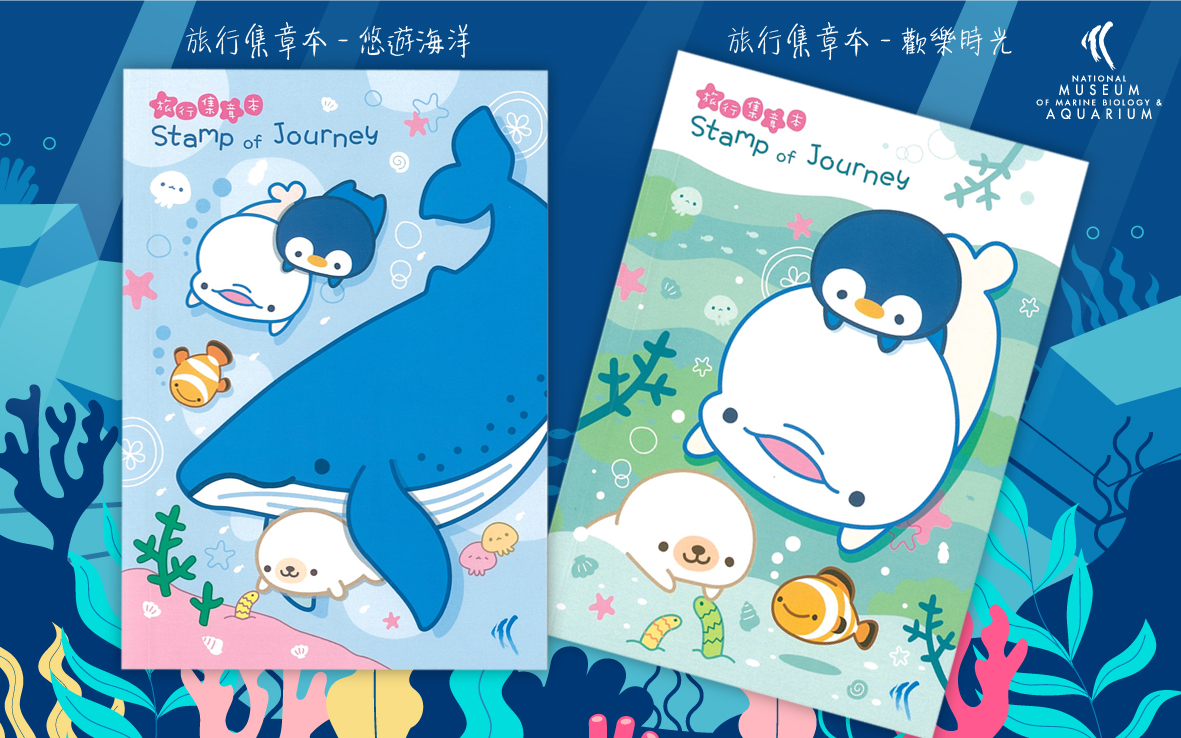 旅行集章本 - 悠遊海洋
旅行集章本
Stamp of Journey
旅行集章本 - 歡樂時光
旅行集章本
Stamp of Journey
NATIONAL
MUSEUM
OF MARINE BIOLOGY &
AQUARIUM